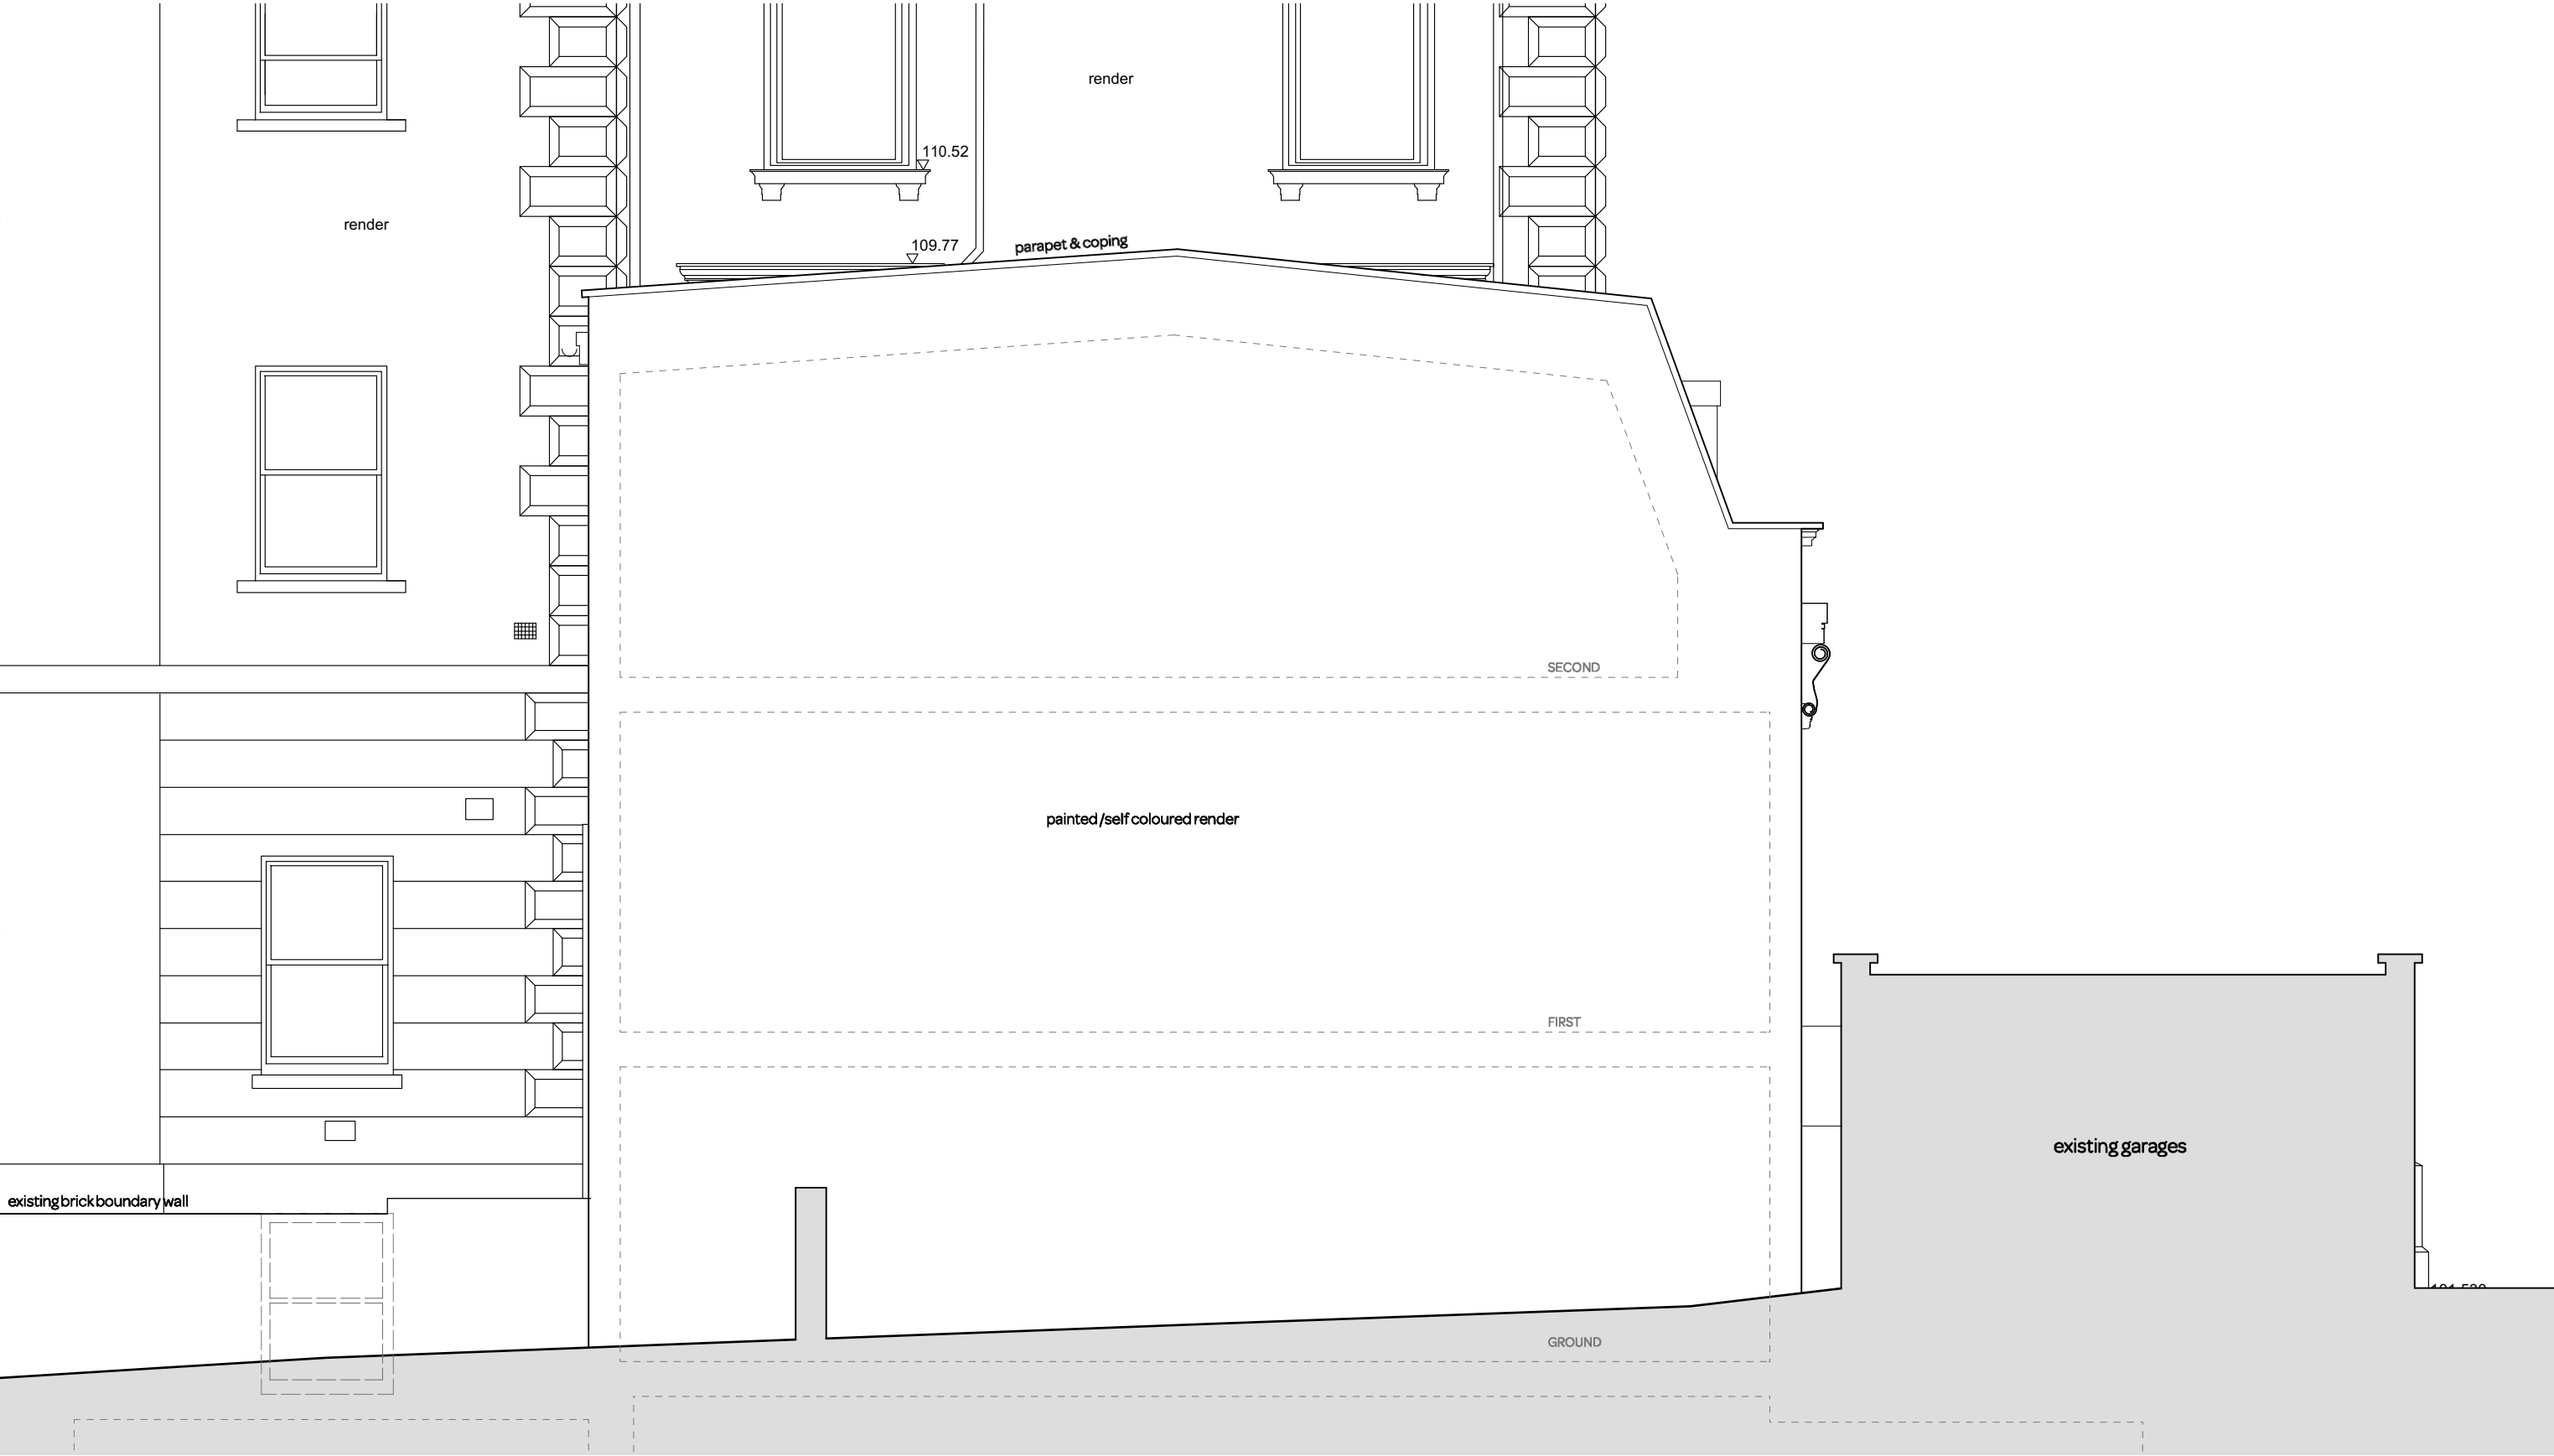 render
110.52
render
109.77
parapet & coping
SECOND
painted/self coloured render
FIRST
existing garages
existing brick boundary wall
GROUND